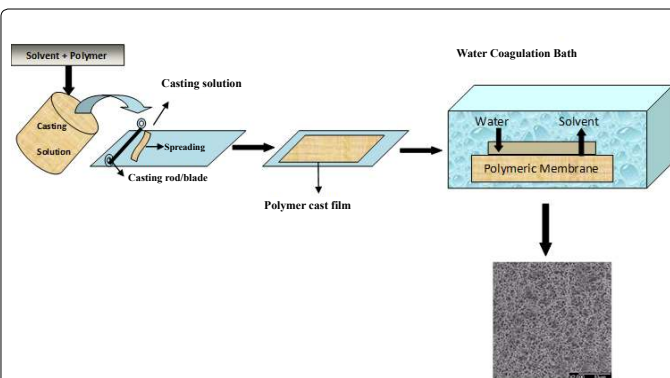 Solvent + Polymer
Water Coagulation Bath
Casting solution
Casting
Solution
Spreading
Casting rod/blade
Polymer cast film
Water
Solvent
Polymeric Membrane